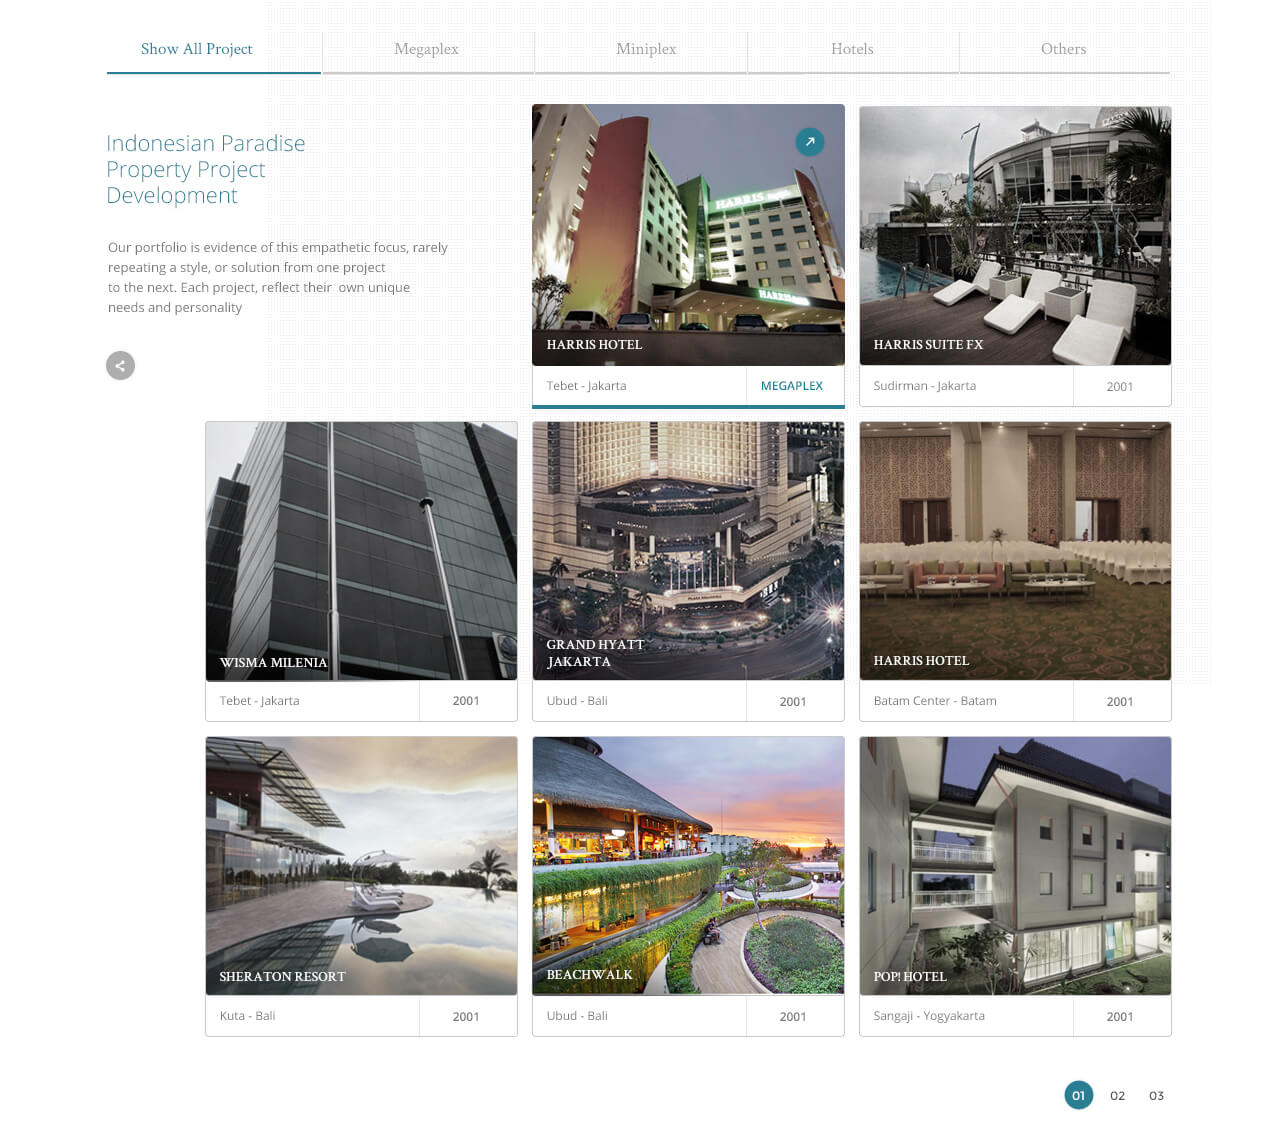 Show All Project
Megaplex
Miniplex
Hotels
Others
Indonesian Paradise
Property Project
Development
Our portfolio is evidence of this empathetic focus, rarely
repeating a style, or solution from one project
to the next. Each project, reflect their own unique
needs and personality
HARRIS
HARRIS
HARRIS HOTEL
Tebet - Jakarta
MEGAPLEX
HARRIS SUITE FX
Sudirman - Jakarta
2001
WISMA MILENIA
Tebet - Jakarta
2001
GRAND HYATT
GRAND HYATT
JAKARTA
Ubud - Bali
2001
HARRIS HOTEL
Batam Center - Batam
2001
SHERATON RESORT
Kuta - Bali
2001
BEACHWALK
Ubud - Bali
2001
POP! HOTEL
Sangaji - Yogyakarta
2001
01
02
03